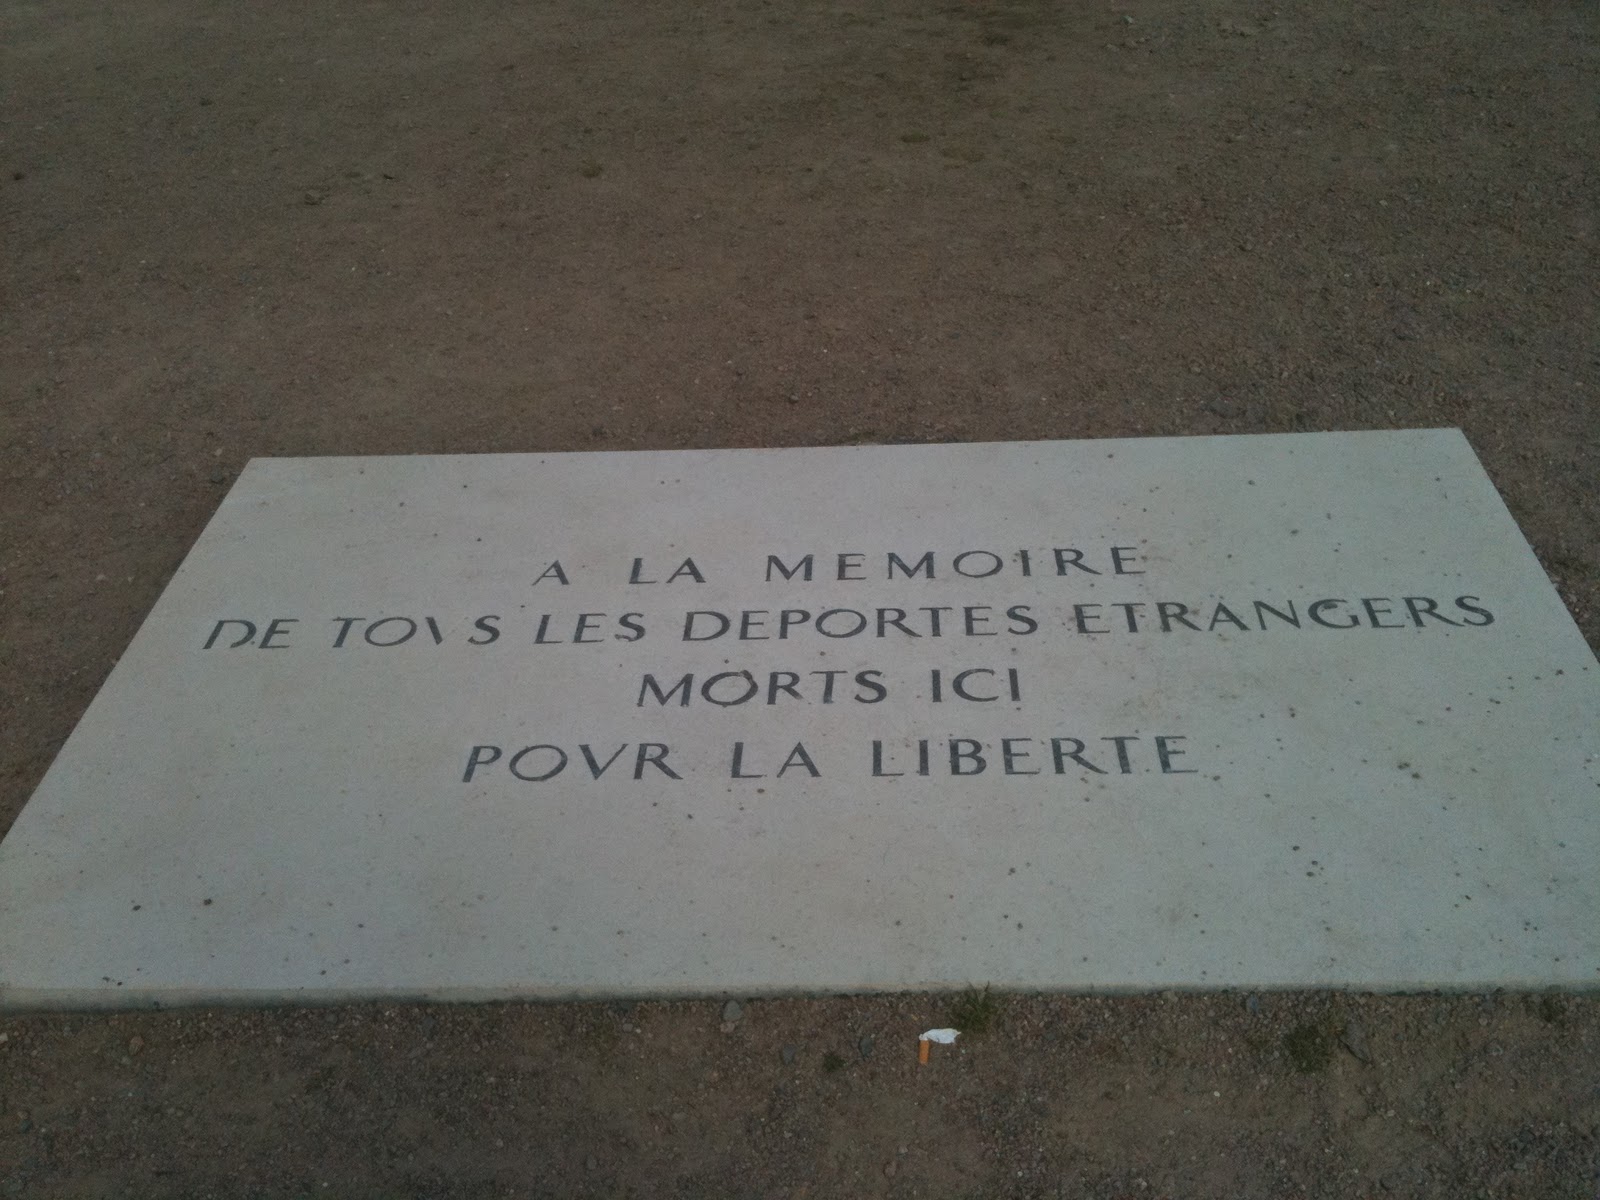 A LA MEMOIRE
DE TOVS LES DEPORTES ETRANGERS
MORTS ICI
POVR LA LIBERTE